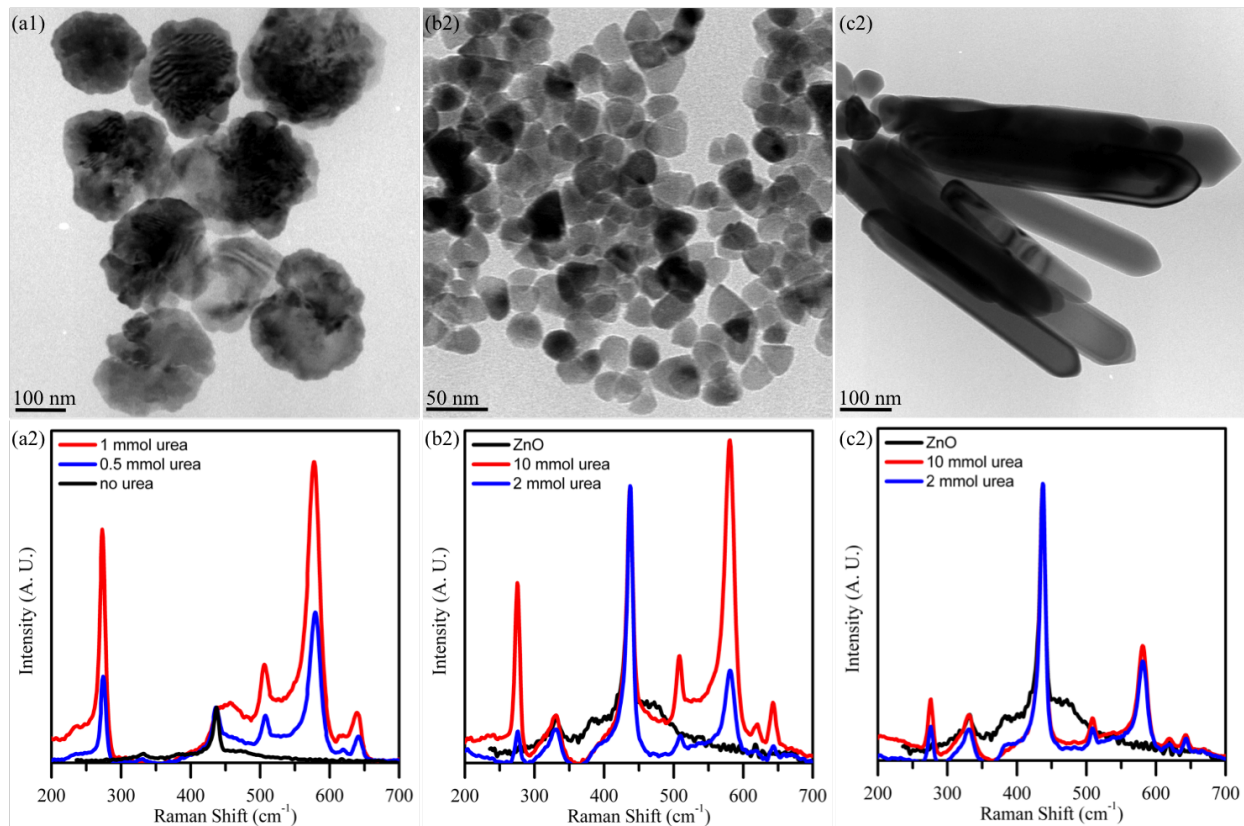 (a1)
100 nm
(b2)
50 nm
(c2)
100 nm
(a2)
1 mmol urea
0.5 mmol urea
no urea
Intensity (A. U.)
200 300 400 500 600 700
Raman Shift (cm-1)
(b2)
ZnO
10 mmol urea
2 mmol urea
Intensity (A. U.)
200 300 400 500 600 700
Raman Shift (cm-1)
(c2)
ZnO
10 mmol urea
2 mmol urea
Intensity (A. U.)
200 300 400 500 600 700
Raman Shift (cm-1)